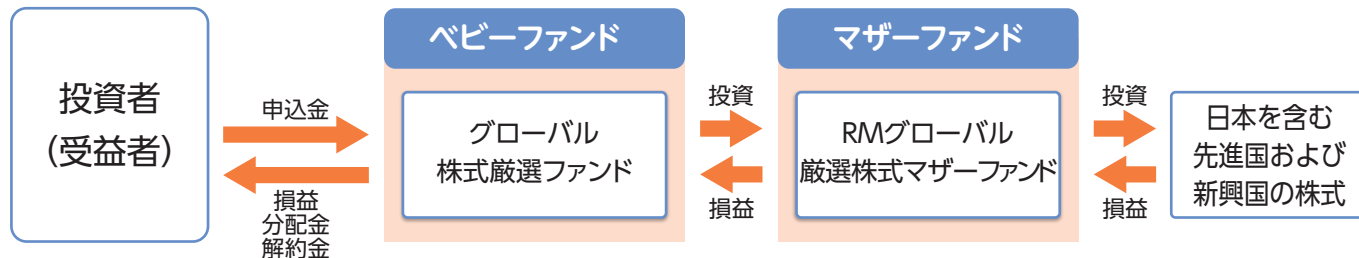 投資者
(受益者)
申込金
損益
分配金
解約金
ベビーファンド
グローバル
株式厳選ファンド
投資
損益
マザーファンド
RMグローバル
厳選株式マザーファンド
投資
損益
日本を含む
先進国および
新興国の株式